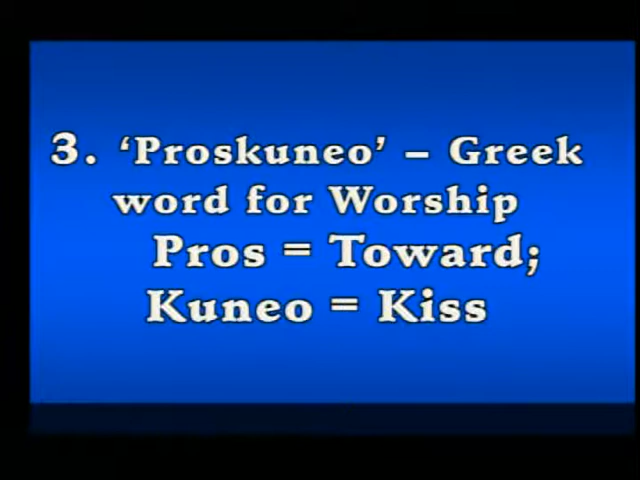 3. ‘Proskuneo’ – Greek
word for Worship
Pros = Toward;
Kuneo = Kiss